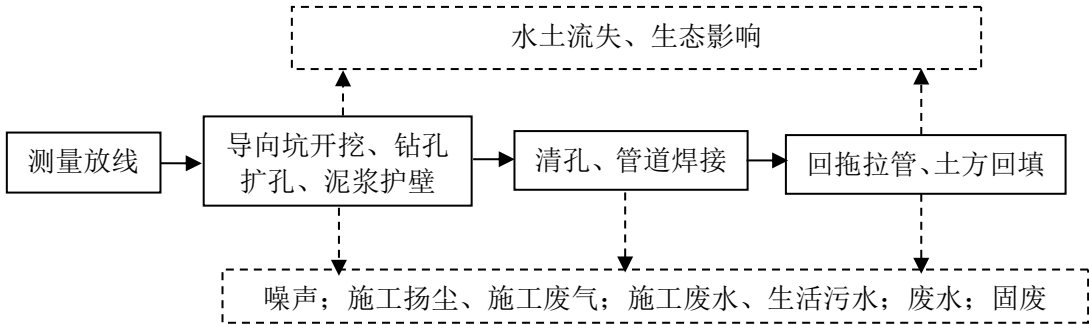 水土流失、生态影响
测量放线
导向坑开挖、钻孔
扩孔、泥浆护壁
清孔、管道焊接
回拖拉管、土方回填
噪声；施工扬尘、施工废气；施工废水、生活污水；废水；固废